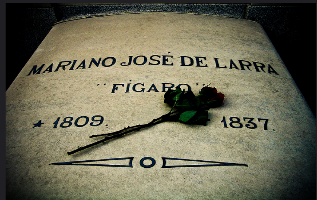 MARIANO JOSÉ DE LARRA
"FÍGARO"
★ 1809. 1837.